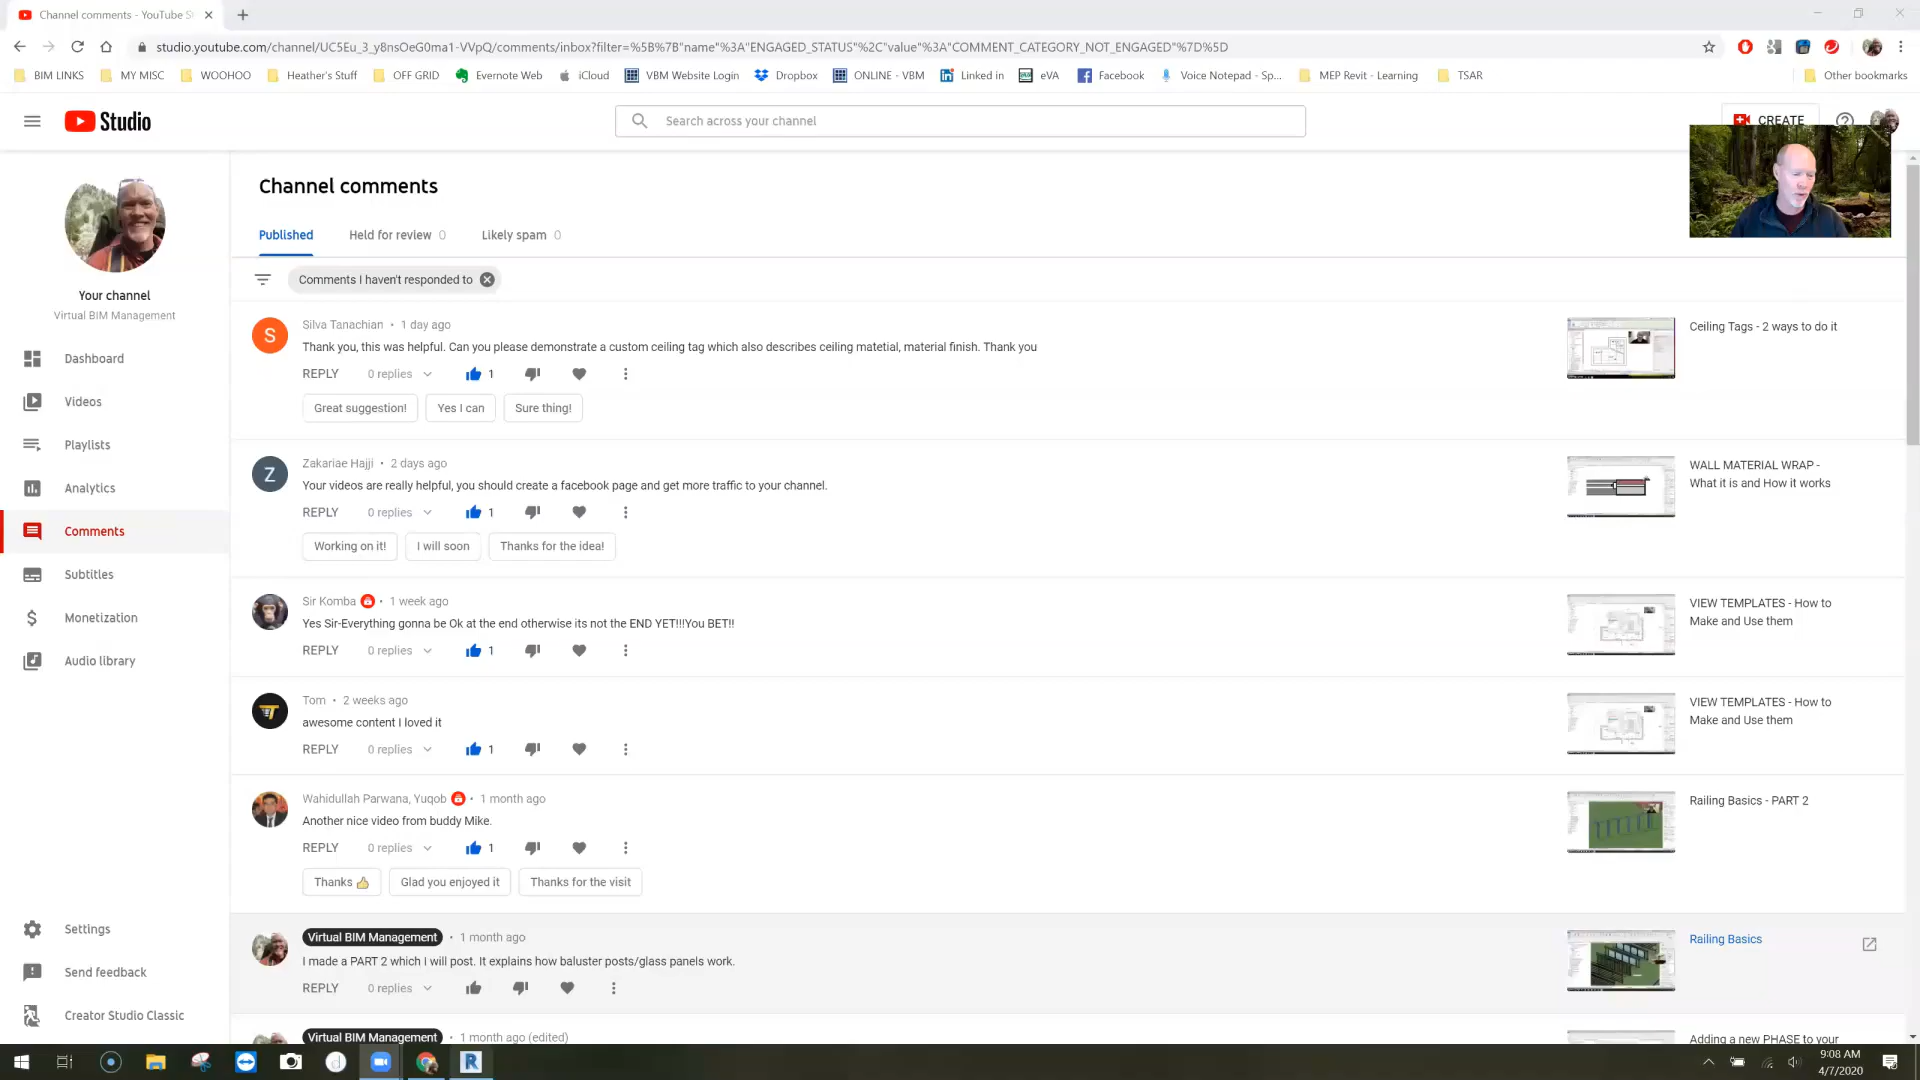 Channel comments - YouTube St
studio.youtube.com/channel/UC5Eu_3_y8nsOeG0ma1-VVpQ/comments/inbox?filter=%5B%7B"name"%3A"ENGAGED_STATUS"%2C"value"%3A"COMMENT_CATEGORY_NOT_ENGAGED"%7D%5D
BIM LINKS MY MISC WOOHOO Heather's Stuff OFF GRID Evernote Web iCloud VBM Website Login Dropbox ONLINE - VBM Linked in eVA Facebook Voice Notepad - Sp... MEP Revit - Learning TSAR Other bookmarks
Studio
Search across your channel
CREATE
Channel comments
Published Held for review 0 Likely spam 0
Comments I haven't responded to
Your channel
Virtual BIM Management
Dashboard
Videos
Playlists
Analytics
Comments
Subtitles
Monetization
Audio library
Settings
Send feedback
Creator Studio Classic
S
Silva Tanachian • 1 day ago
Thank you, this was helpful. Can you please demonstrate a custom ceiling tag which also describes ceiling matetial, material finish. Thank you
REPLY 0 replies 1
Great suggestion! Yes I can Sure thing!
Ceiling Tags - 2 ways to do it
Z
Zakariae Hajji • 2 days ago
Your videos are really helpful, you should create a facebook page and get more traffic to your channel.
REPLY 0 replies 1
Working on it! I will soon Thanks for the idea!
WALL MATERIAL WRAP -
What it is and How it works
Sir Komba • 1 week ago
Yes Sir-Everything gonna be Ok at the end otherwise its not the END YET!!!You BET!!
REPLY 0 replies 1
VIEW TEMPLATES - How to
Make and Use them
Tom • 2 weeks ago
awesome content I loved it
REPLY 0 replies 1
VIEW TEMPLATES - How to
Make and Use them
Wahidullah Parwana, Yuqob • 1 month ago
Another nice video from buddy Mike.
REPLY 0 replies 1
Thanks 👍 Glad you enjoyed it Thanks for the visit
Railing Basics - PART 2
Virtual BIM Management • 1 month ago
I made a PART 2 which I will post. It explains how baluster posts/glass panels work.
REPLY 0 replies
Railing Basics
Virtual BIM Management • 1 month ago (edited)
Adding a new PHASE to your
9:08 AM
4/7/2020